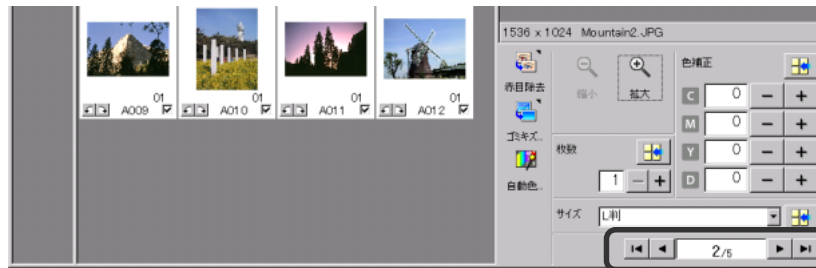 01 01 01 01
A009 A010 A011 A012
1536 x 1024 Mountain2.JPG
赤目除去
ゴミキズ..
自動色..
縮小 拡大
枚数
1 − +
色補正
C 0 − +
M 0 − +
Y 0 − +
D 0 − +
サイズ L判
2/5